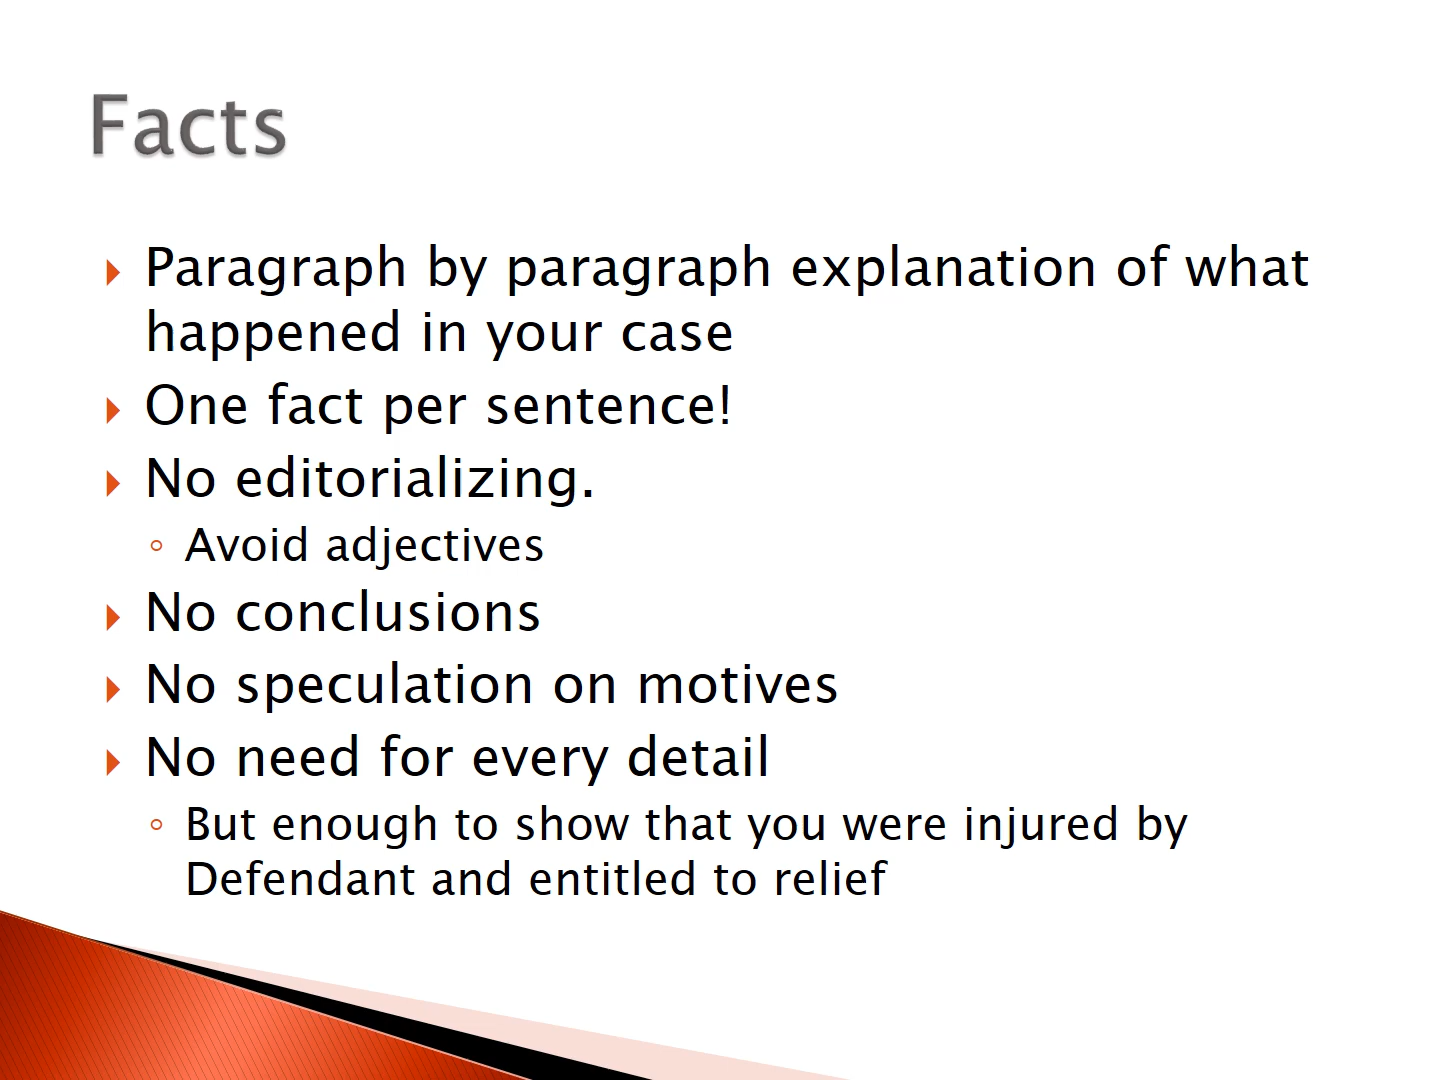 Facts
Paragraph by paragraph explanation of what
happened in your case
One fact per sentence!
No editorializing.
Avoid adjectives
No conclusions
No speculation on motives
No need for every detail
But enough to show that you were injured by
Defendant and entitled to relief